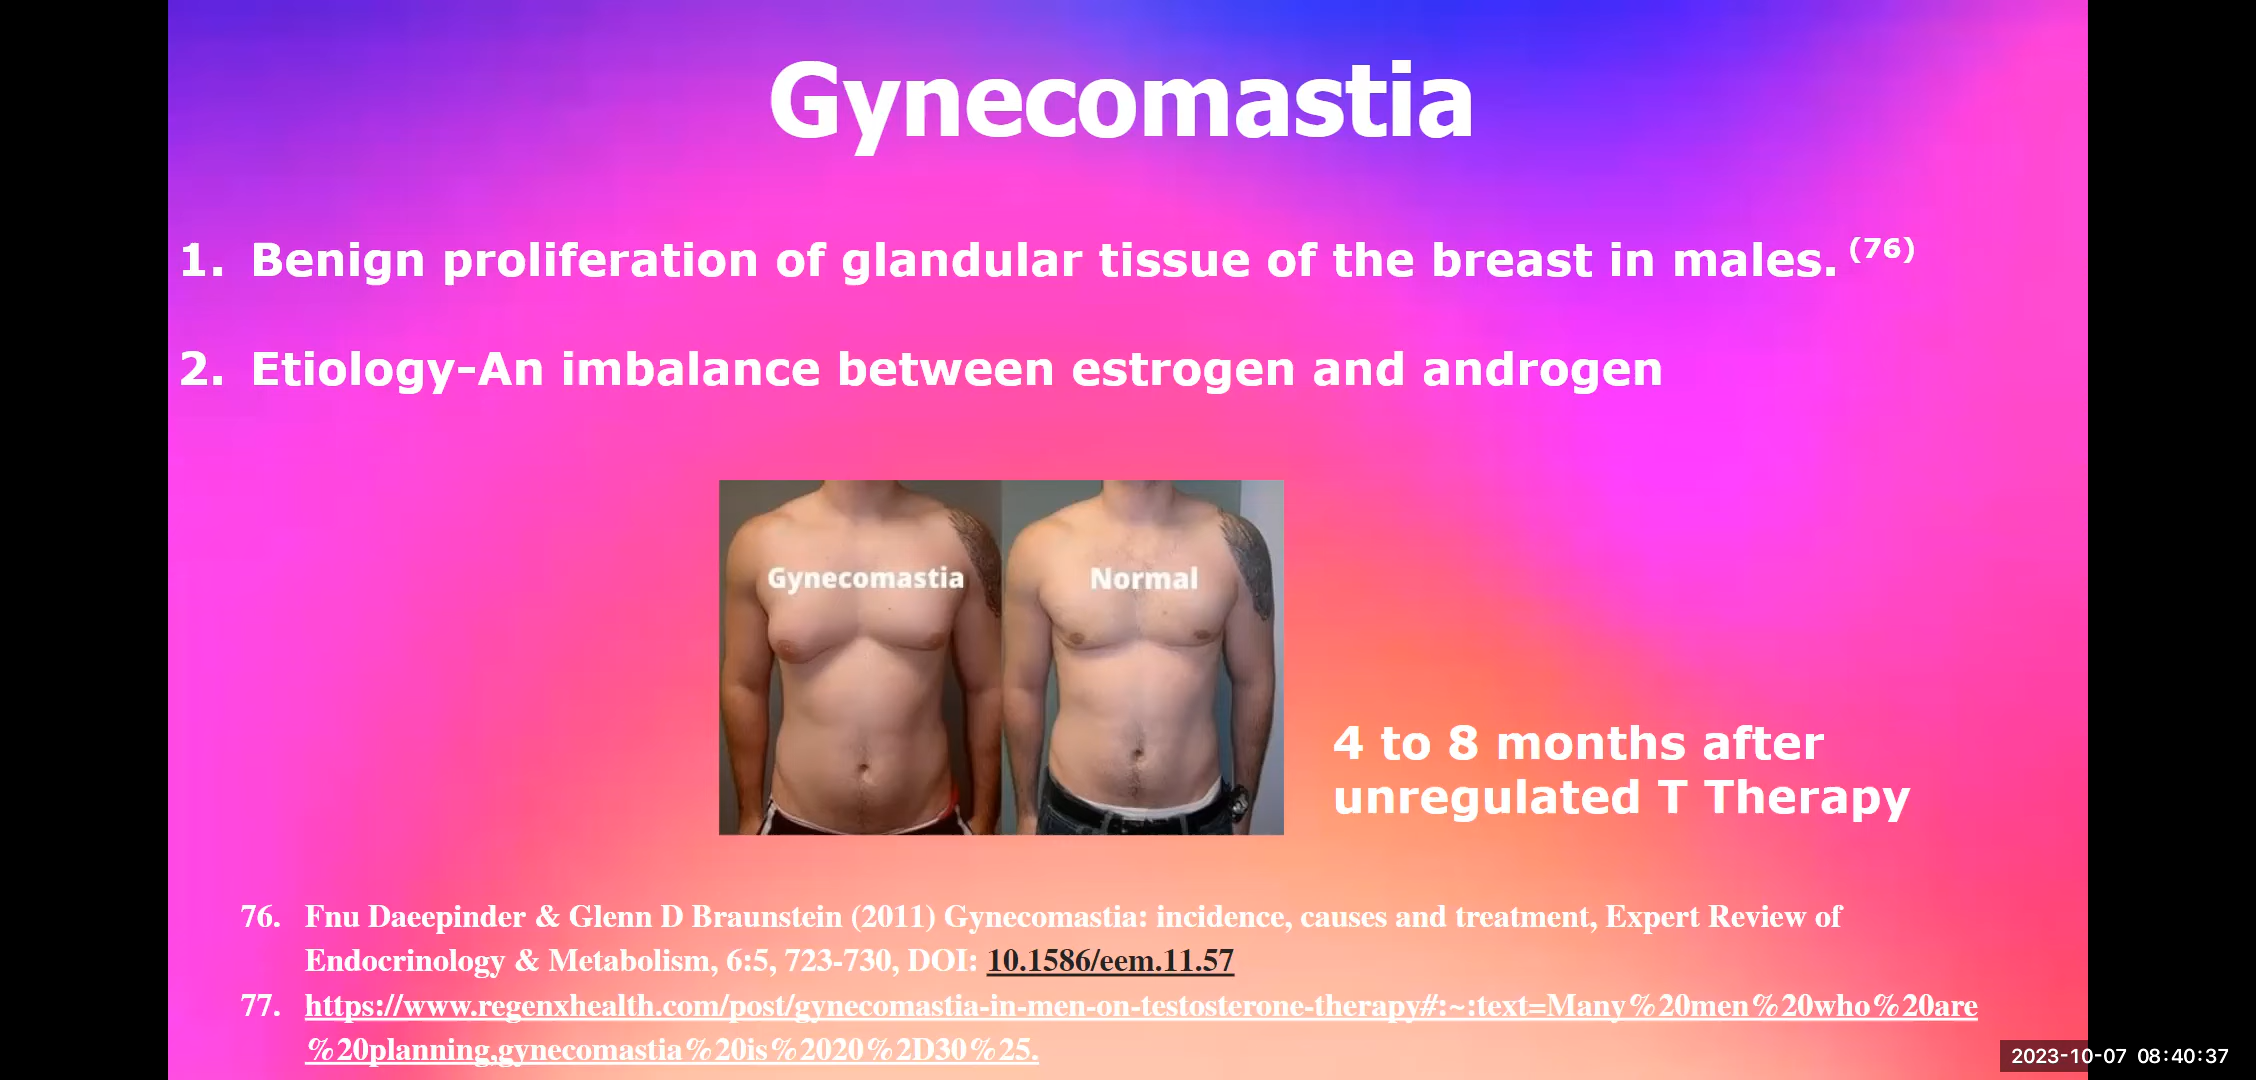 Gynecomastia
1. Benign proliferation of glandular tissue of the breast in males. (76)
2. Etiology-An imbalance between estrogen and androgen
Gynecomastia
Normal
4 to 8 months after
unregulated T Therapy
76. Fnu Daeepinder & Glenn D Braunstein (2011) Gynecomastia: incidence, causes and treatment, Expert Review of
Endocrinology & Metabolism, 6:5, 723-730, DOI: 10.1586/eem.11.57
77. https://www.regenxhealth.com/post/gynecomastia-in-men-on-testosterone-therapy#:~:text=Many%20men%20who%20are
%20planning,gynecomastia%20is%2020%2D30%25.
2023-10-07 08:40:37